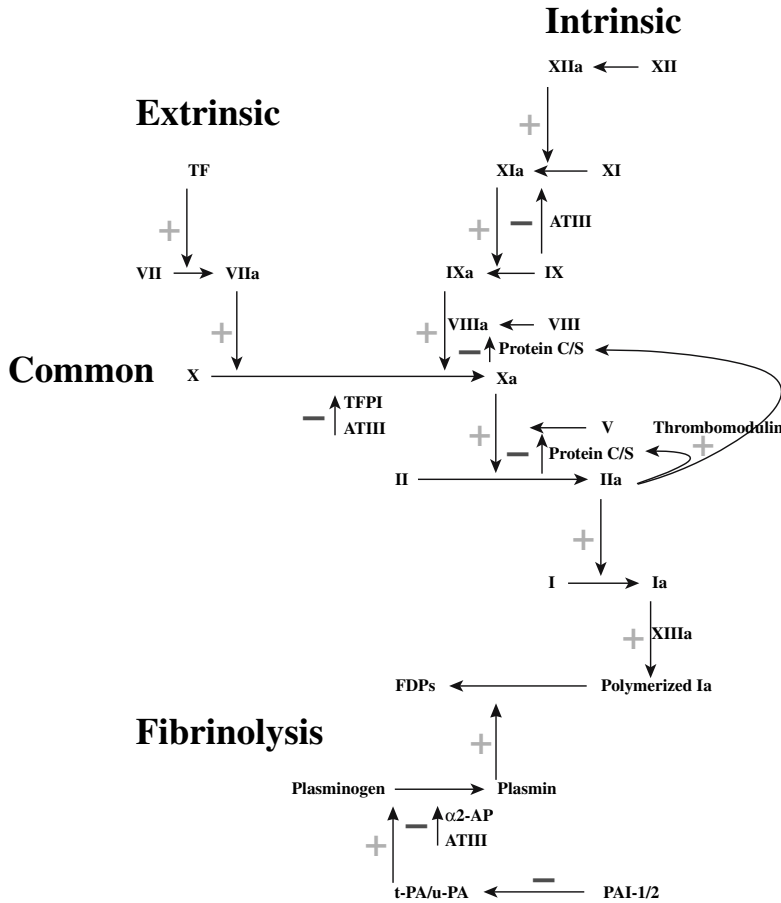 Intrinsic
XIIa XII
Extrinsic
+
TF XIa XI
+ + − ATIII
VII VIIa IXa IX
+ + VIIIa VIII
− Protein C/S
Common X Xa
− TFPI
ATIII
+ V Thrombomodulin
− Protein C/S +
II IIa
+
I Ia
+ XIIIa
FDPs Polymerized Ia
Fibrinolysis +
Plasminogen Plasmin
− α2-AP
+ ATIII
−
t-PA/u-PA PAI-1/2